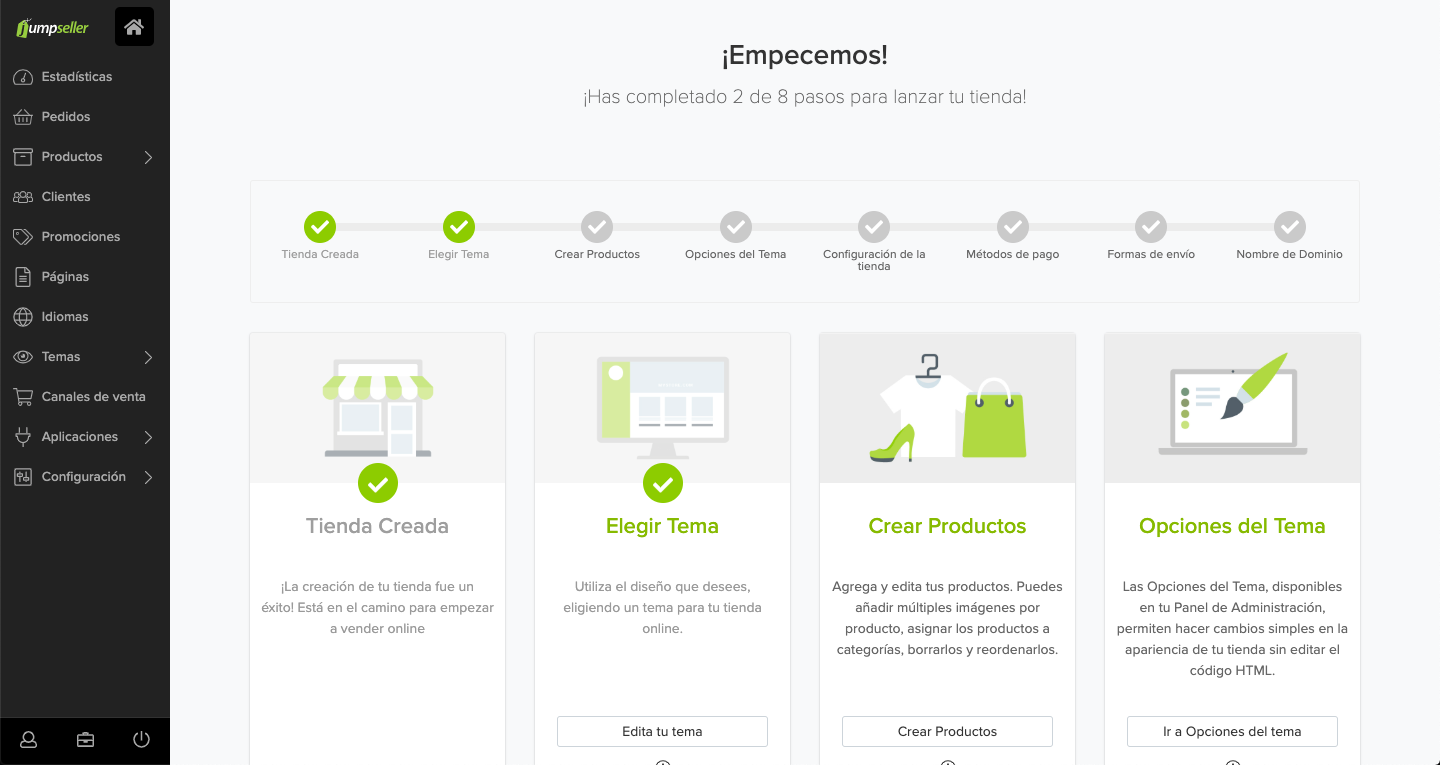 jumpseller
Estadísticas
Pedidos
Productos
Clientes
Promociones
Páginas
Idiomas
Temas
Canales de venta
Aplicaciones
Configuración
¡Empecemos!
¡Has completado 2 de 8 pasos para lanzar tu tienda!
Tienda Creada
Elegir Tema
Crear Productos
Opciones del Tema
Configuración de la
tienda
Métodos de pago
Formas de envío
Nombre de Dominio
Tienda Creada
¡La creación de tu tienda fue un
éxito! Está en el camino para empezar
a vender online
Elegir Tema
Utiliza el diseño que desees,
eligiendo un tema para tu tienda
online.
Edita tu tema
Crear Productos
Agrega y edita tus productos. Puedes
añadir múltiples imágenes por
producto, asignar los productos a
categorías, borrarlos y reordenarlos.
Crear Productos
Opciones del Tema
Las Opciones del Tema, disponibles
en tu Panel de Administración,
permiten hacer cambios simples en la
apariencia de tu tienda sin editar el
código HTML.
Ir a Opciones del tema